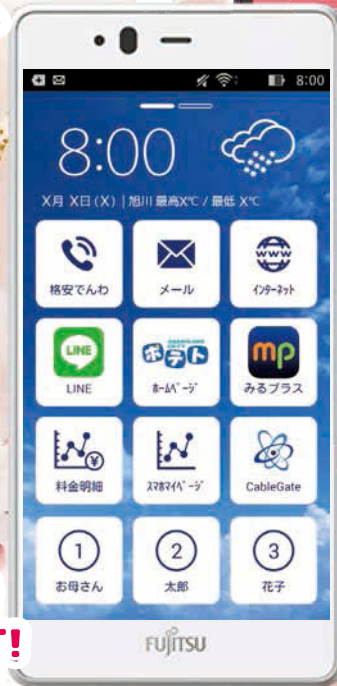 8:00
8:00
X月 X日(X) | 旭川 最高X℃ / 最低 X℃
格安でんわ
メール
www
インターネット
LINE
LINE
ポテト
ホームページ
mp
みるプラス
料金明細
スマホマイページ
CableGate
1
お母さん
2
太郎
3
花子
FUJITSU
!